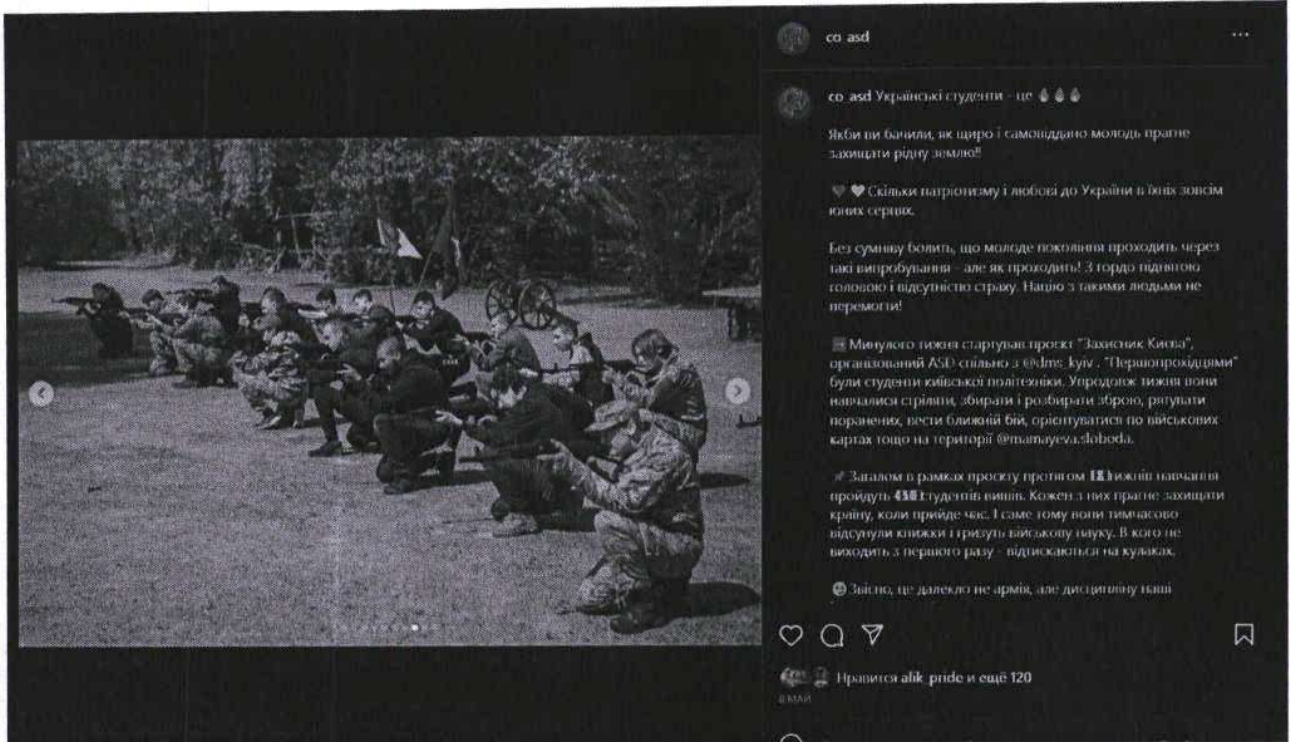 co_asd
co_asd Українські студенти - це
Якби ви бачили, як щиро і самовіддано молодь прагне
захищати рідну землю!!
Скільки патріотизму і любові до України в їхніх зовсім
юних серцях.
Без сумніву болить, що молоде покоління проходить через
такі випробування - але як проходить! З гордо піднятою
головою і відсутністю страху. Націю з такими людьми не
перемогти!
Минулого тижня стартував проєкт "Захисник Києва",
організований ASD спільно з @dms_kyiv . "Першопрохідцями"
були студенти київської політехніки. Упродовж тижня вони
навчалися стріляти, збирати і розбирати зброю, рятувати
поранених, вести ближній бій, орієнтуватися по військових
картах тощо на території @mamayeva.sloboda.
Загалом в рамках проєкту протягом тижнів навчання
пройдуть студентів вишів. Кожен з них прагне захищати
країну, коли прийде час. І саме тому вони тимчасово
відсунули книжки і гризуть військову науку. В кого не
виходить з першого разу - відтискаються на кулаках.
Звісно, це далекло не армія, але дисципліну наші
Нравится alik_pride и ещё 120
МАЯ